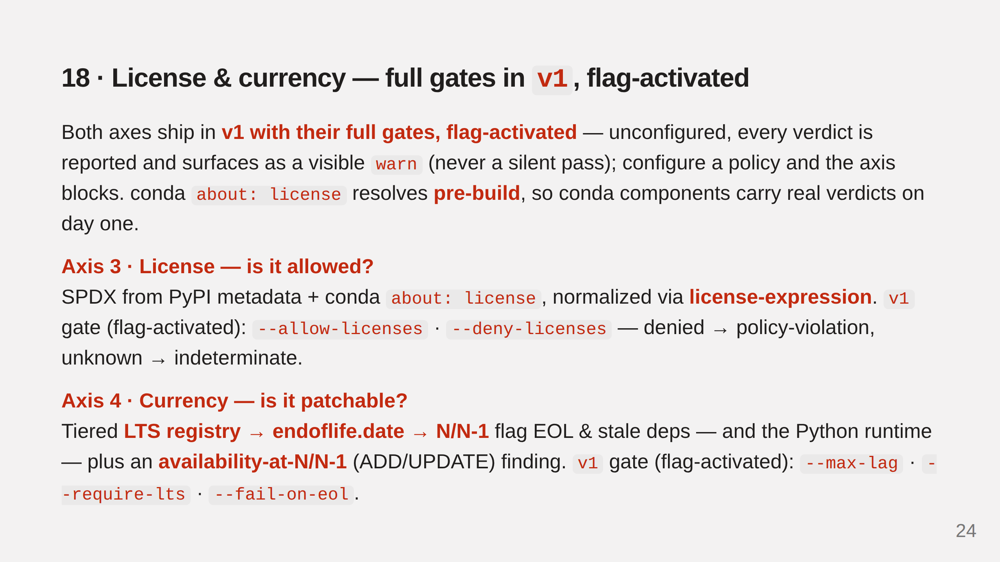 18 · License & currency — full gates in v1, flag-activated
Both axes ship in v1 with their full gates, flag-activated — unconfigured, every verdict is
reported and surfaces as a visible warn (never a silent pass); configure a policy and the axis
blocks. conda about: license resolves pre-build, so conda components carry real verdicts on
day one.
Axis 3 · License — is it allowed?
SPDX from PyPI metadata + conda about: license, normalized via license-expression. v1
gate (flag-activated): --allow-licenses · --deny-licenses — denied → policy-violation,
unknown → indeterminate.
Axis 4 · Currency — is it patchable?
Tiered LTS registry → endoflife.date → N/N-1 flag EOL & stale deps — and the Python runtime
— plus an availability-at-N/N-1 (ADD/UPDATE) finding. v1 gate (flag-activated): --max-lag · -
-require-lts · --fail-on-eol.
24